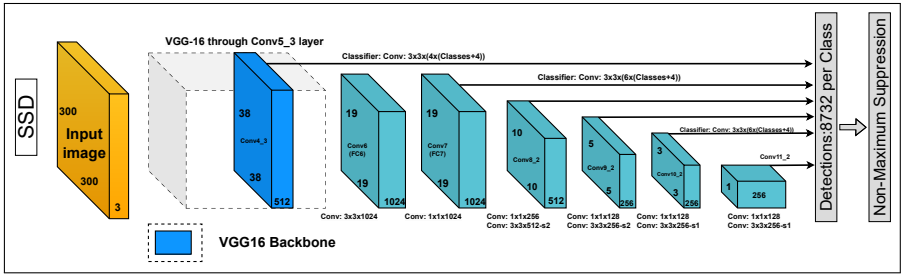 SSD
VGG-16 through Conv5_3 layer
Classifier: Conv: 3x3x(4x(Classes+4))
Classifier: Conv: 3x3x(6x(Classes+4))
Classifier: Conv: 3x3x(6x(Classes+4))
300
Input
image
300
3
38
Conv4_3
38
512
19
Conv6
(FC6)
19
1024
19
Conv7
(FC7)
19
1024
10
Conv8_2
10
512
5
Conv9_2
5
256
3
Conv10_2
3
256
Conv11_2
1
256
Conv: 3x3x1024
Conv: 1x1x1024
Conv: 1x1x256
Conv: 3x3x512-s2
Conv: 1x1x128
Conv: 3x3x256-s2
Conv: 1x1x128
Conv: 3x3x256-s1
Conv: 1x1x128
Conv: 3x3x256-s1
VGG16 Backbone
Detections:8732 per Class
Non-Maximum Suppression